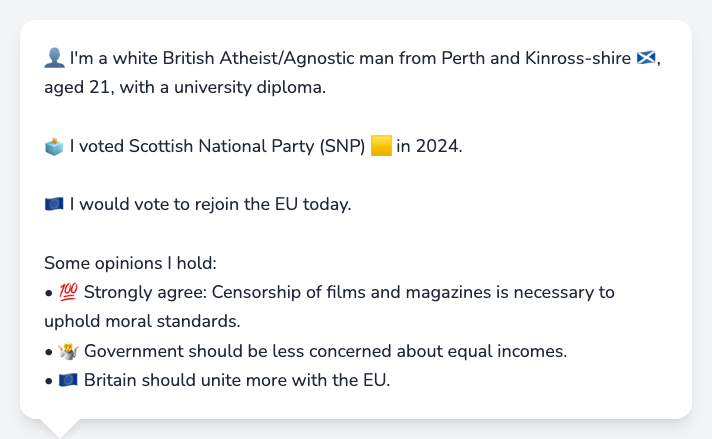 👤 I'm a white British Atheist/Agnostic man from Perth and Kinross-shire 🏴󠁧󠁢󠁳󠁣󠁴󠁿,
aged 21, with a university diploma.
🗳️ I voted Scottish National Party (SNP) 🟨 in 2024.
🇪🇺 I would vote to rejoin the EU today.
Some opinions I hold:
• 💯 Strongly agree: Censorship of films and magazines is necessary to
uphold moral standards.
• 🤷 Government should be less concerned about equal incomes.
• 🇪🇺 Britain should unite more with the EU.